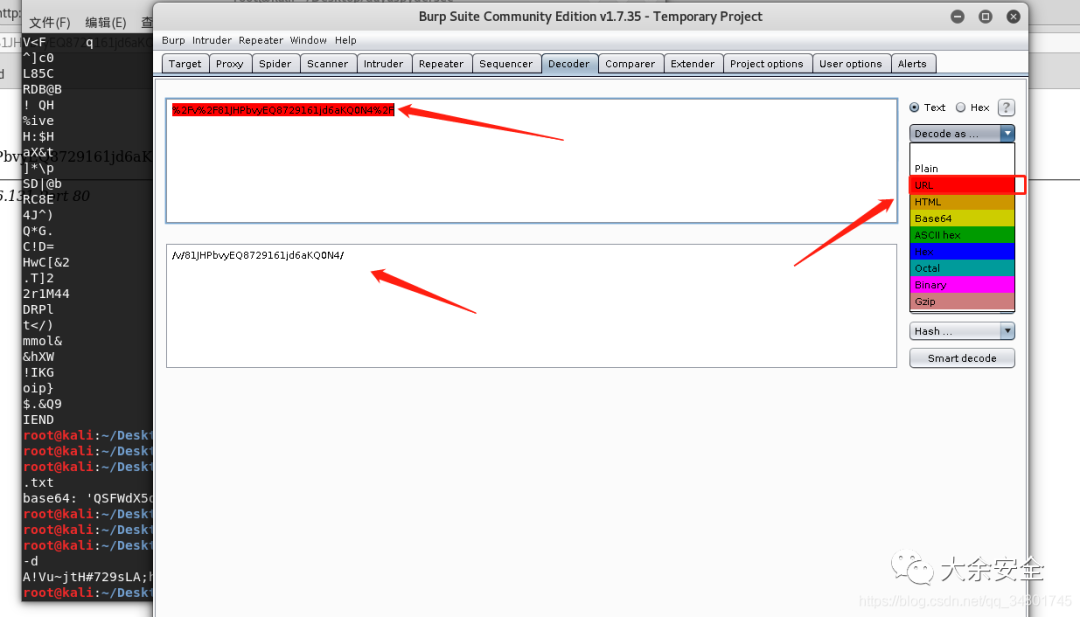 Burp Suite Community Edition v1.7.35 - Temporary Project
Burp Intruder Repeater Window Help
Target Proxy Spider Scanner Intruder Repeater Sequencer Decoder Comparer Extender Project options User options Alerts
%2Fv%2F81JHPbvyEQ8729161jd6aKQ0N4%2F
Text Hex ?
Decode as ...
Plain
URL
HTML
Base64
ASCII hex
Hex
Octal
Binary
Gzip
/v/81JHPbvyEQ8729161jd6aKQ0N4/
Hash ...
Smart decode
http:
文件(F) 编辑(E) 查
V<F q
^]c0
L85C
RDB@B
! QH
%ive
H:$H
aX&t
]*\p
SD|@b
RC8E
4J^)
Q*G.
C!D=
HwC[&2
.T]2
2r1M44
DRPl
t</)
mmol&
&hXW
!IKG
oip}
$.&Q9
IEND
root@kali:~/Deskt
root@kali:~/Deskt
root@kali:~/Deskt
.txt
base64: 'QSFWdX5
root@kali:~/Deskt
root@kali:~/Deskt
root@kali:~/Deskt
-d
A!Vu~jtH#729sLA;h
root@kali:~/Deskt
大余安全
https://blog.csdn.net/qq_34801745